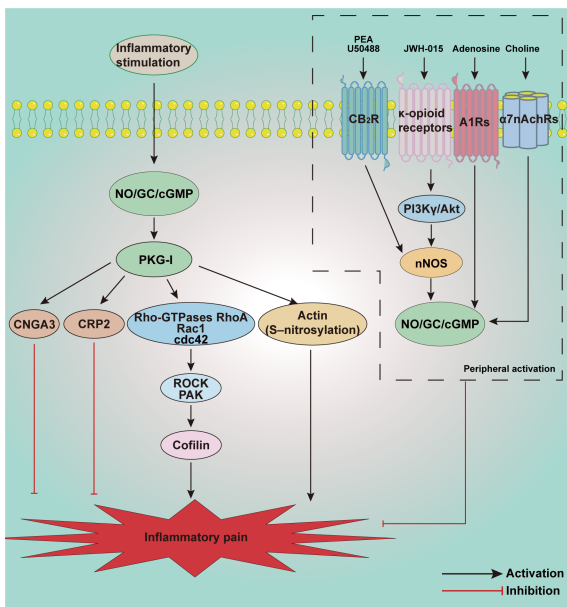 Inflammatory
stimulation
PEA
U50488
JWH-015
Adenosine
Choline
CB₂R
κ-opioid
receptors
A1Rs
α7nAchRs
NO/GC/cGMP
PI3Kγ/Akt
PKG-I
nNOS
CNGA3
CRP2
Rho-GTPases RhoA
Rac1
cdc42
Actin
(S–nitrosylation)
NO/GC/cGMP
Peripheral activation
ROCK
PAK
Cofilin
Inflammatory pain
Activation
Inhibition